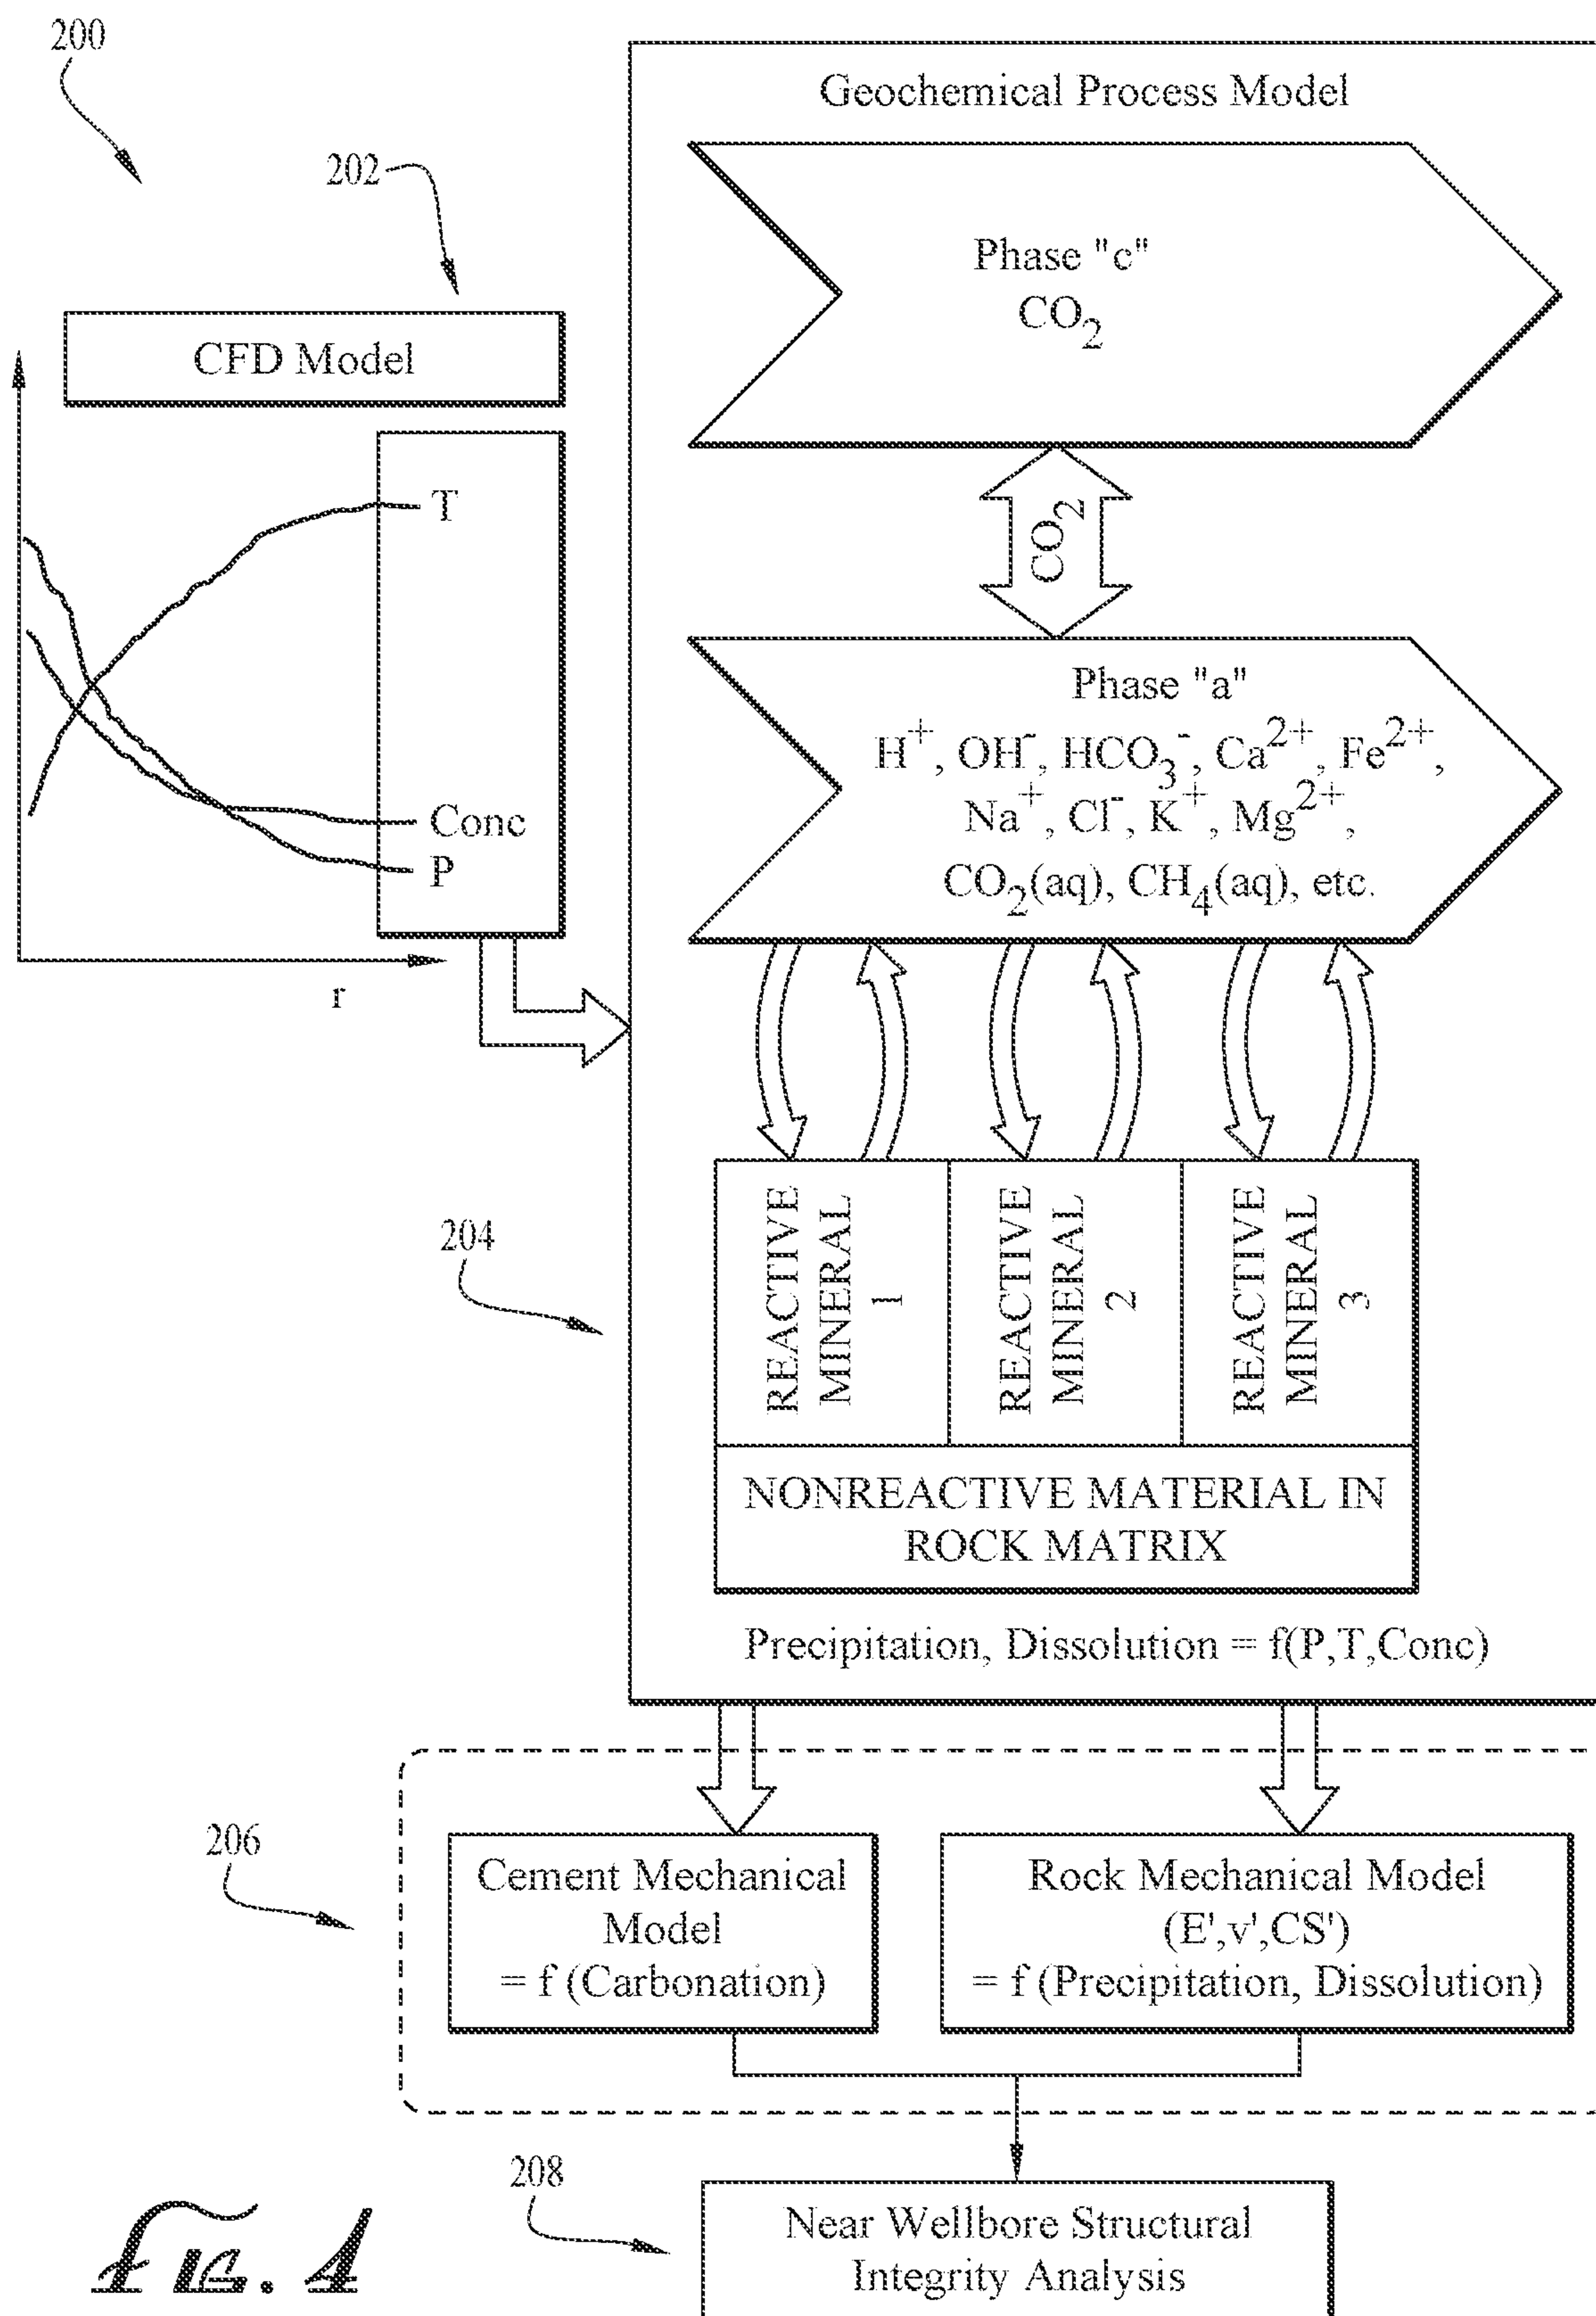 200
202
CFD Model
T
Conc
P
r
Geochemical Process Model
Phase "c"
CO₂
CO₂
Phase "a"
H⁺, OH⁻, HCO₃⁻, Ca²⁺, Fe²⁺,
Na⁺, Cl⁻, K⁺, Mg²⁺,
CO₂(aq), CH₄(aq), etc.
204
REACTIVE
MINERAL
1
REACTIVE
MINERAL
2
REACTIVE
MINERAL
3
NONREACTIVE MATERIAL IN
ROCK MATRIX
Precipitation, Dissolution = f(P,T,Conc)
206
Cement Mechanical
Model
= f (Carbonation)
Rock Mechanical Model
(E',v',CS')
= f (Precipitation, Dissolution)
208
Near Wellbore Structural
Integrity Analysis
FIG. 4